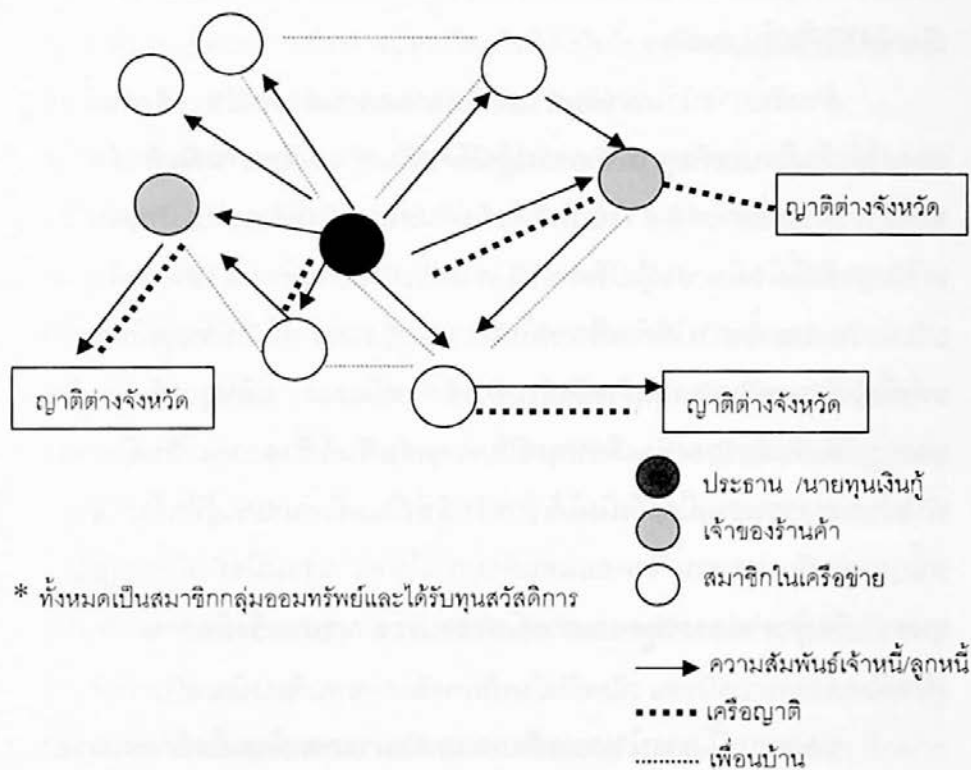 ญาติต่างจังหวัด
ญาติต่างจังหวัด
ญาติต่างจังหวัด
ประธาน /นายทุนเงินกู้
เจ้าของร้านค้า
สมาชิกในเครือข่าย
* ทั้งหมดเป็นสมาชิกกลุ่มออมทรัพย์และได้รับทุนสวัสดิการ
ความสัมพันธ์เจ้าหนี้/ลูกหนี้
เครือญาติ
เพื่อนบ้าน